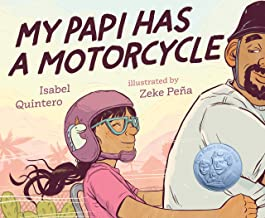 MY PAPI HAS
A MOTORCYCLE
Isabel
Quintero
illustrated by
Zeke Peña